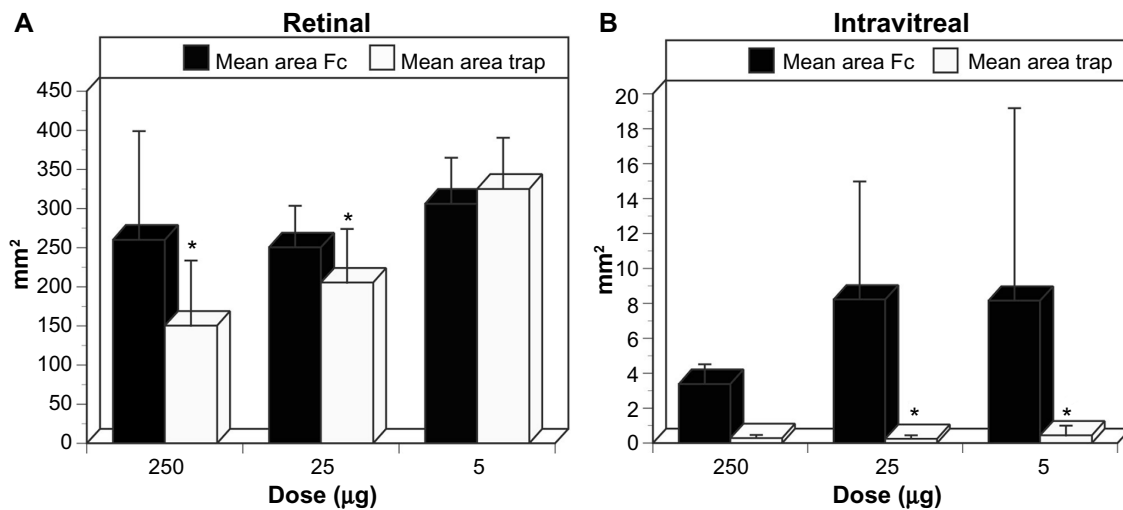 A
Retinal
Mean area Fc
Mean area trap
450
400
350
300
250
200
150
100
50
0
mm²
250
25
5
*
*
Dose (µg)
B
Intravitreal
Mean area Fc
Mean area trap
20
18
16
14
12
10
8
6
4
2
0
mm²
250
25
5
*
*
Dose (µg)